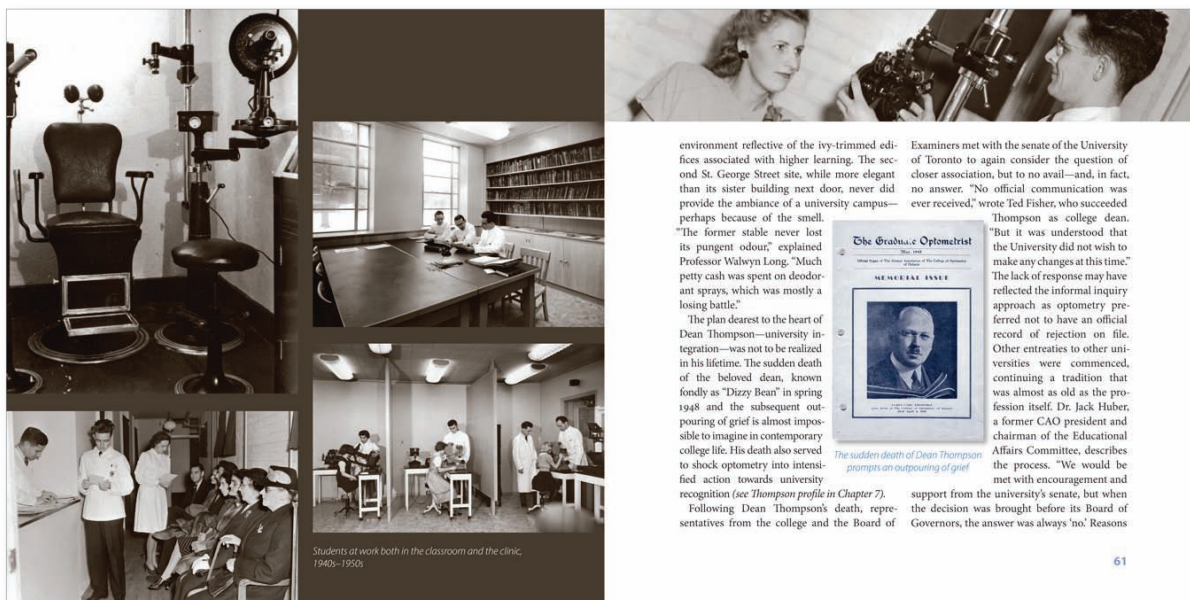 Students at work both in the classroom and the clinic,
1940s–1950s
environment reflective of the ivy-trimmed edi-
fices associated with higher learning. The sec-
ond St. George Street site, while more elegant
than its sister building next door, never did
provide the ambiance of a university campus—
perhaps because of the smell.
“The former stable never lost
its pungent odour,” explained
Professor Walwyn Long. “Much
petty cash was spent on deodor-
ant sprays, which was mostly a
losing battle.”
The plan dearest to the heart of
Dean Thompson—university in-
tegration—was not to be realized
in his lifetime. The sudden death
of the beloved dean, known
fondly as “Dizzy Bean” in spring
1948 and the subsequent out-
pouring of grief is almost impos-
sible to imagine in contemporary
college life. His death also served
to shock optometry into intensi-
fied action towards university
recognition (see Thompson profile in Chapter 7).
Following Dean Thompson’s death, repre-
sentatives from the college and the Board of
The Graduate Optometrist
MEMORIAL ISSUE
The sudden death of Dean Thompson
prompts an outpouring of grief
Examiners met with the senate of the University
of Toronto to again consider the question of
closer association, but to no avail—and, in fact,
no answer. “No official communication was
ever received,” wrote Ted Fisher, who succeeded
Thompson as college dean.
“But it was understood that
the University did not wish to
make any changes at this time.”
The lack of response may have
reflected the informal inquiry
approach as optometry pre-
ferred not to have an official
record of rejection on file.
Other entreaties to other uni-
versities were commenced,
continuing a tradition that
was almost as old as the pro-
fession itself. Dr. Jack Huber,
a former CAO president and
chairman of the Educational
Affairs Committee, describes
the process. “We would be
met with encouragement and
support from the university’s senate, but when
the decision was brought before its Board of
Governors, the answer was always ‘no.’ Reasons
61